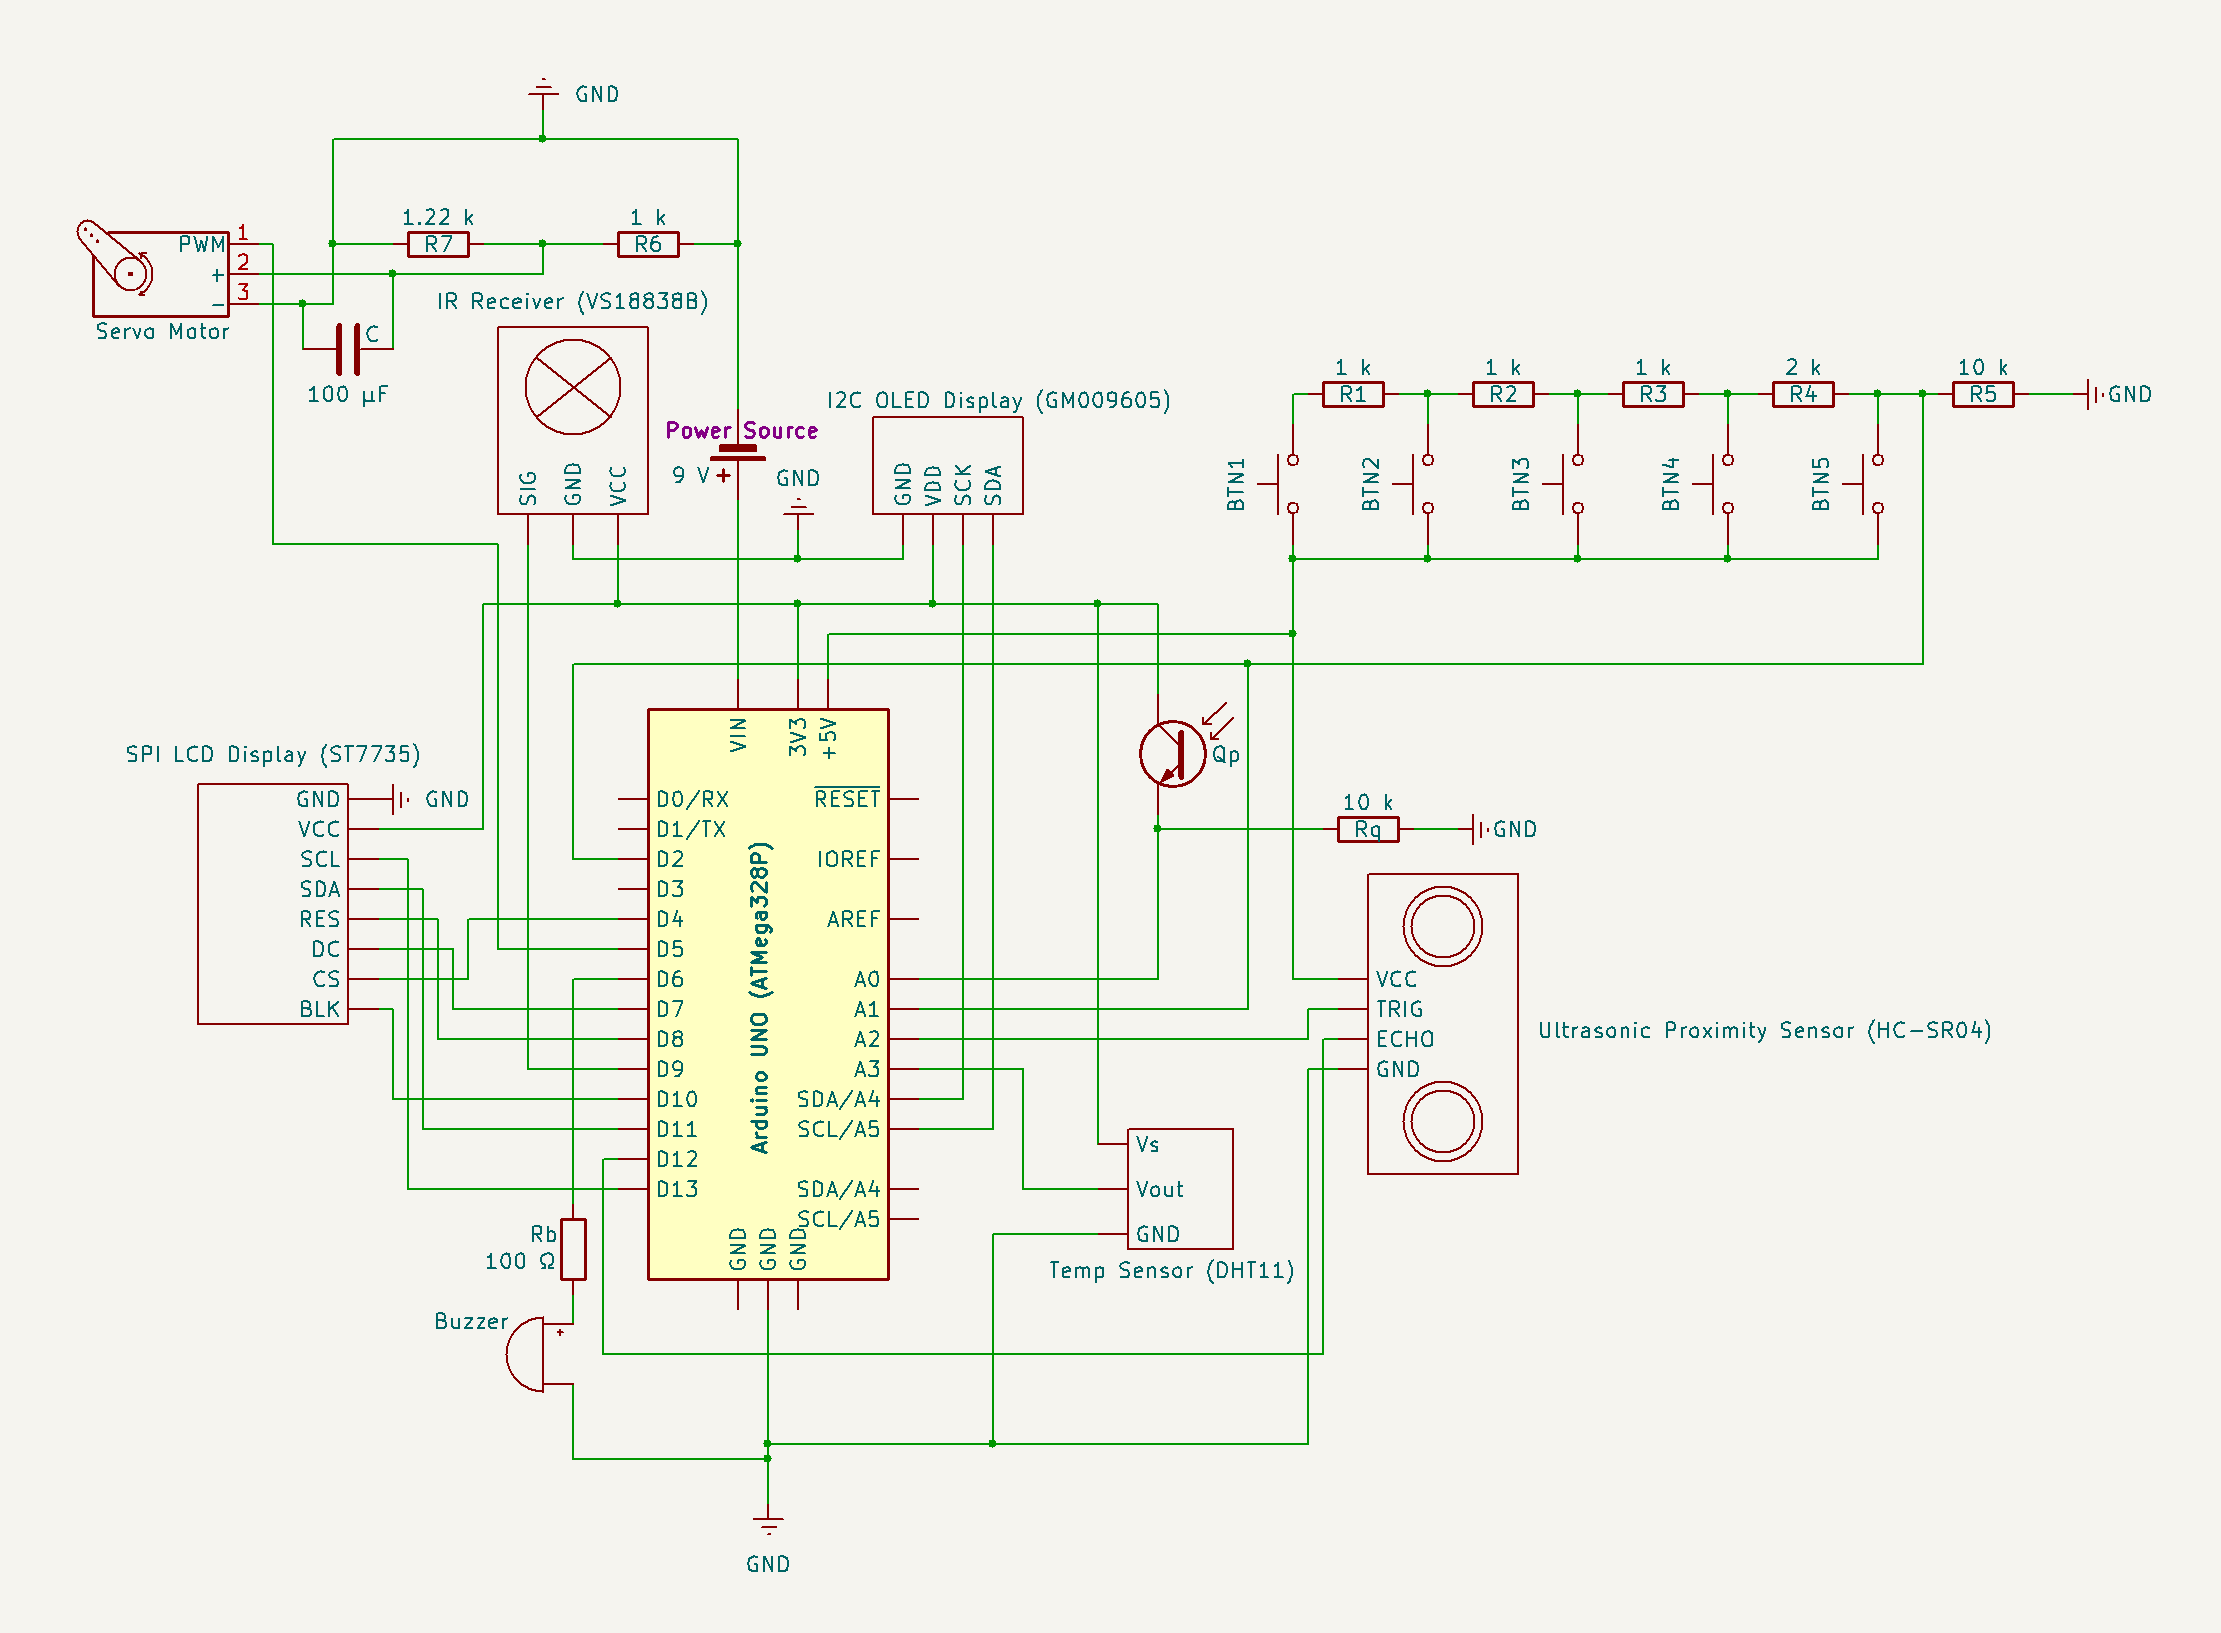 GND
1.22 k
1 k
R7
R6
PWM
1
+
2
−
3
Servo Motor
C
100 µF
IR Receiver (VS18838B)
SIG
GND
VCC
Power Source
9 V +
GND
I2C OLED Display (GM009605)
GND
VDD
SCK
SDA
1 k
1 k
1 k
2 k
10 k
R1
R2
R3
R4
R5
GND
BTN1
BTN2
BTN3
BTN4
BTN5
SPI LCD Display (ST7735)
GND
GND
VCC
SCL
SDA
RES
DC
CS
BLK
VIN
3V3
+5V
D0/RX
D1/TX
D2
D3
D4
D5
D6
D7
D8
D9
D10
D11
D12
D13
Arduino UNO (ATMega328P)
RESET
IOREF
AREF
A0
A1
A2
A3
SDA/A4
SCL/A5
SDA/A4
SCL/A5
GND
GND
GND
Qp
10 k
Rq
GND
VCC
TRIG
ECHO
GND
Ultrasonic Proximity Sensor (HC-SR04)
Vs
Vout
GND
Temp Sensor (DHT11)
Rb
100 Ω
Buzzer
+
GND